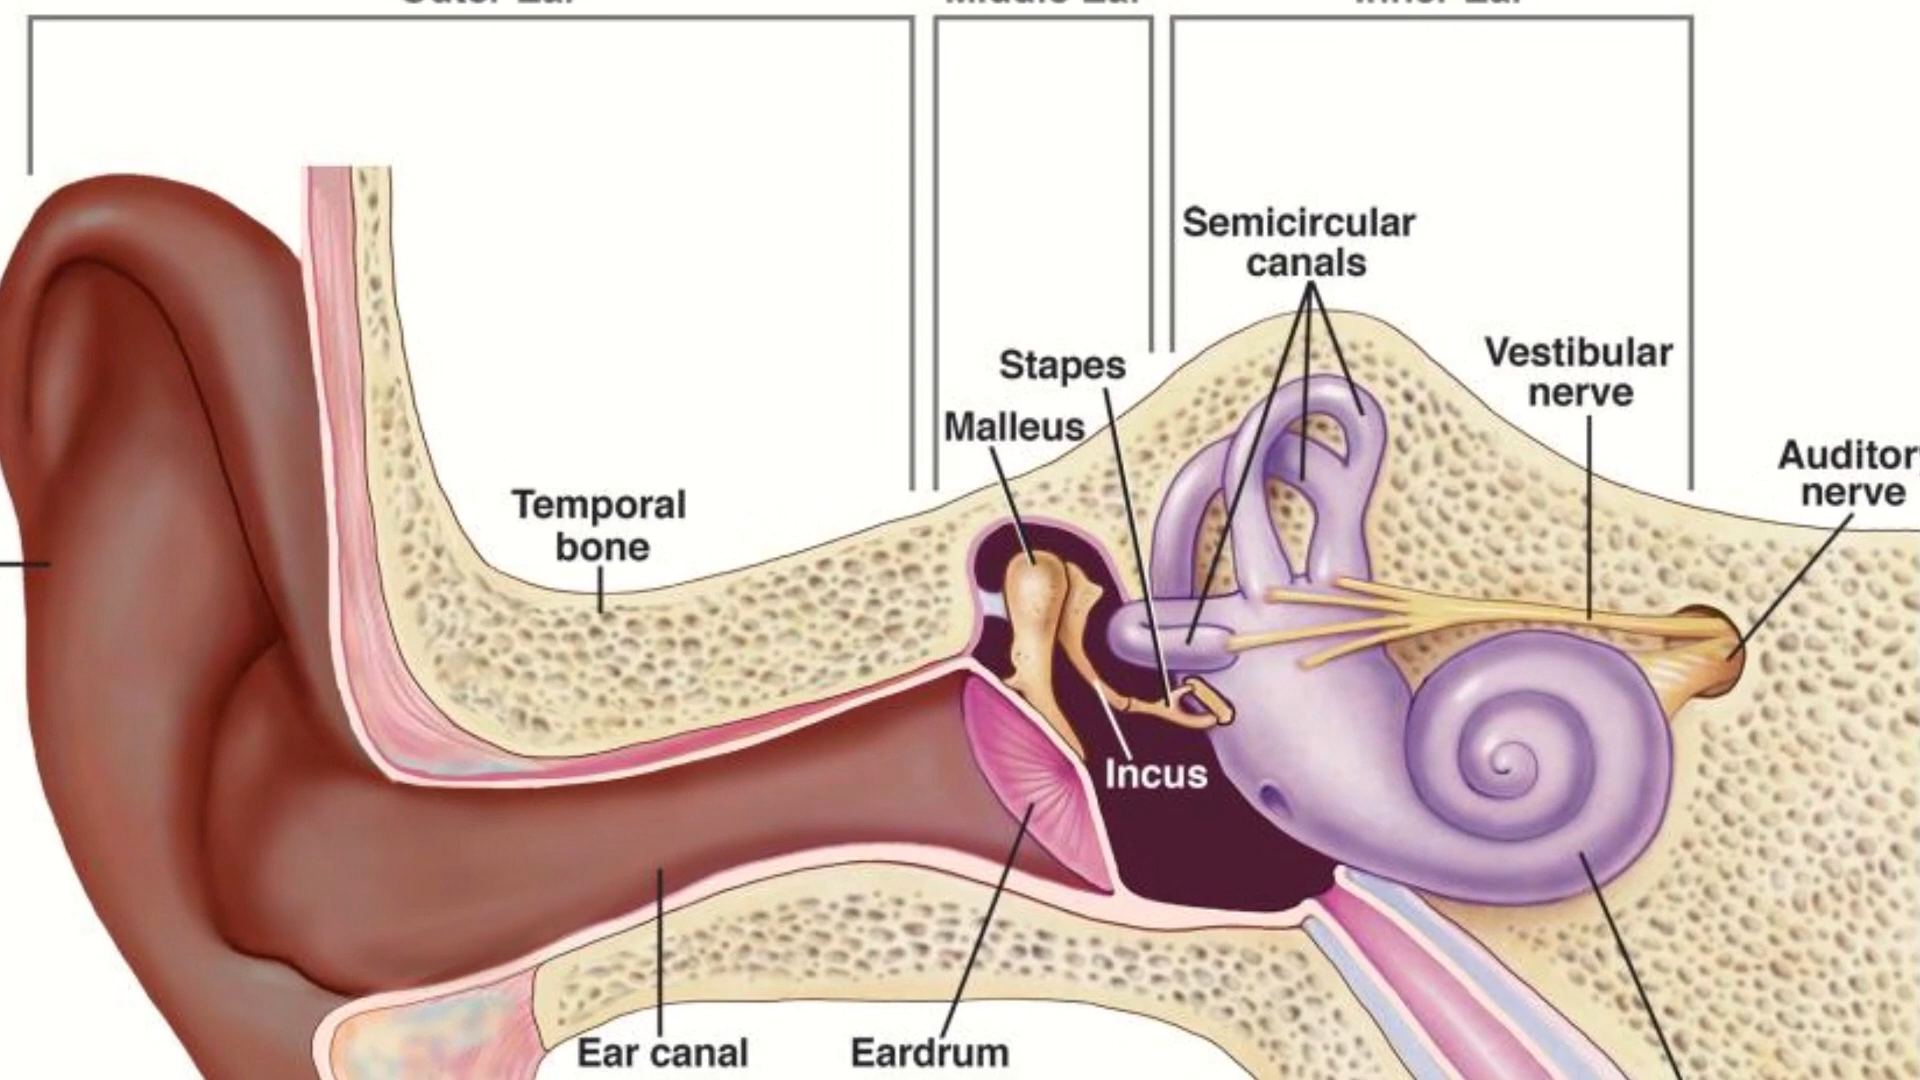 Outer Ear
Middle Ear
Inner Ear
Semicircular
canals
Stapes
Vestibular
nerve
Malleus
Auditor
nerve
Temporal
bone
Incus
Ear canal
Eardrum